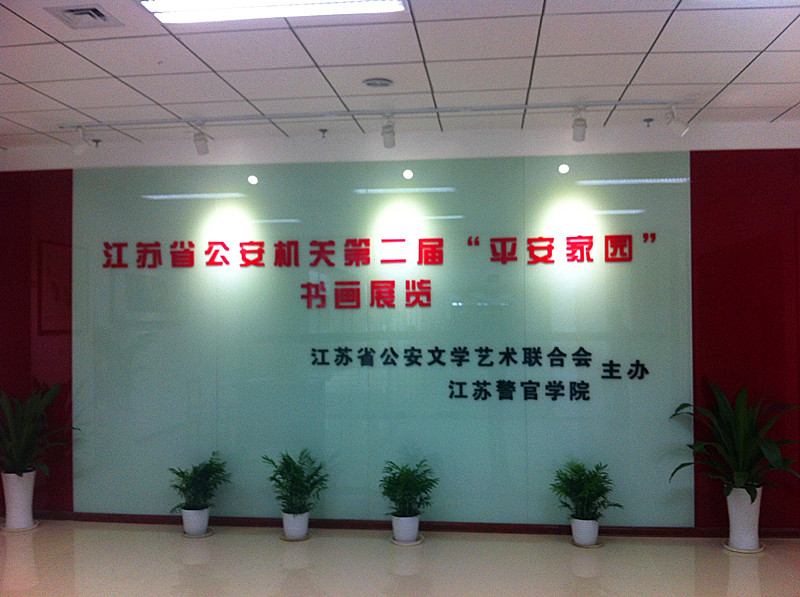 江苏省公安机关第二届“平安家园”
书画展览
江苏省公安文学艺术联合会
江苏警官学院
主办